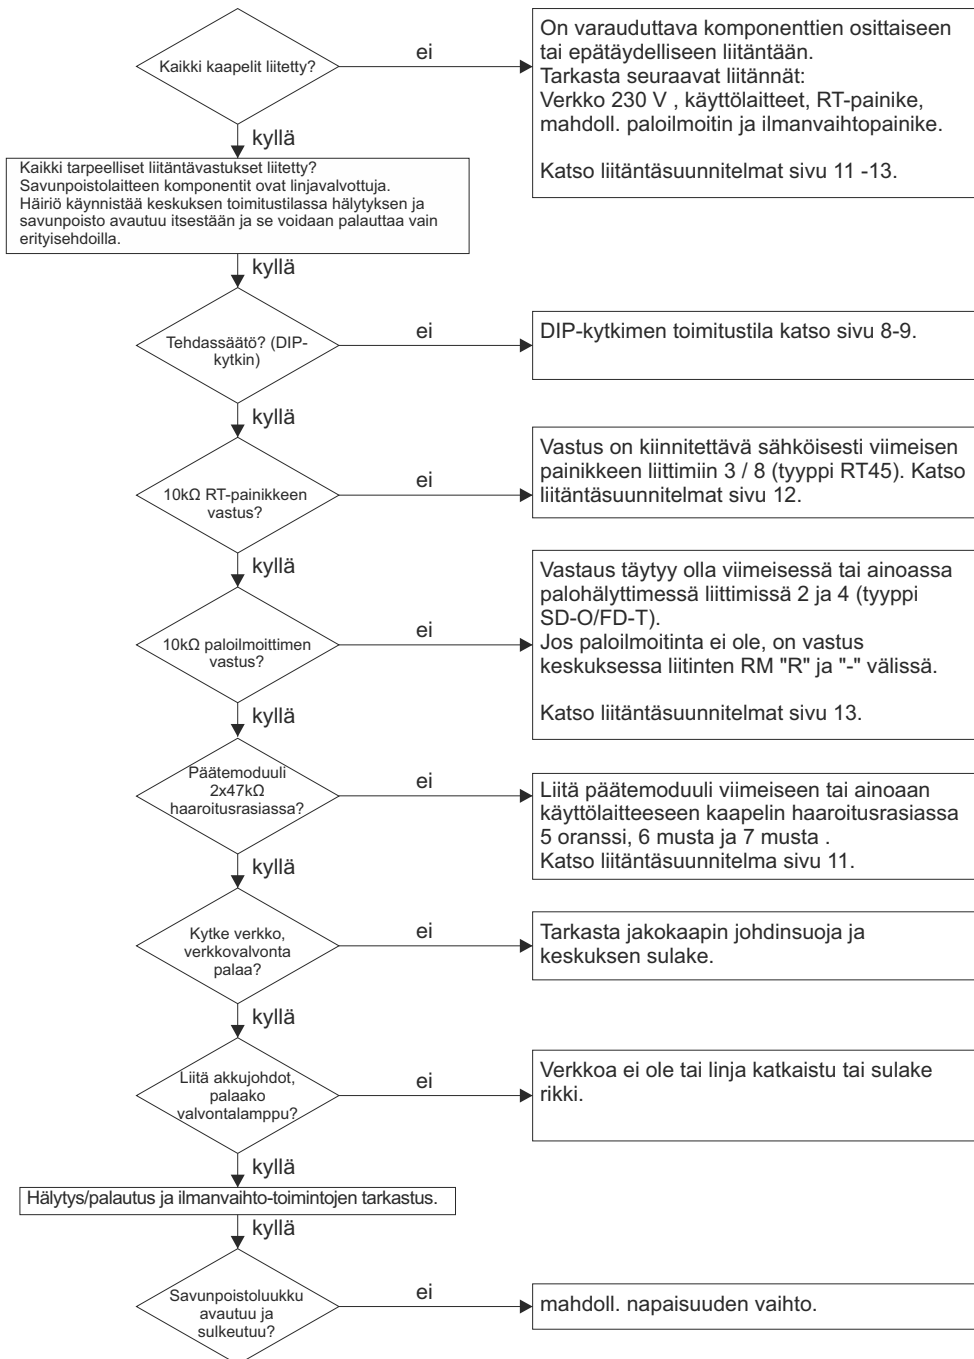 Kaikki kaapelit liitetty?
ei
On varauduttava komponenttien osittaiseen
tai epätäydelliseen liitäntään.
Tarkasta seuraavat liitännät:
Verkko 230 V , käyttölaitteet, RT-painike,
mahdoll. paloilmoitin ja ilmanvaihtopainike.
Katso liitäntäsuunnitelmat sivu 11 -13.
kyllä
Kaikki tarpeelliset liitäntävastukset liitetty?
Savunpoistolaitteen komponentit ovat linjavalvottuja.
Häiriö käynnistää keskuksen toimitustilassa hälytyksen ja
savunpoisto avautuu itsestään ja se voidaan palauttaa vain
erityisehdoilla.
kyllä
Tehdassäätö? (DIP-
kytkin)
ei
DIP-kytkimen toimitustila katso sivu 8-9.
kyllä
10kΩ RT-painikkeen
vastus?
ei
Vastus on kiinnitettävä sähköisesti viimeisen
painikkeen liittimiin 3 / 8 (tyyppi RT45). Katso
liitäntäsuunnitelmat sivu 12.
kyllä
10kΩ paloilmoittimen
vastus?
ei
Vastaus täytyy olla viimeisessä tai ainoassa
palohälyttimessä liittimissä 2 ja 4 (tyyppi
SD-O/FD-T).
Jos paloilmoitinta ei ole, on vastus
keskuksessa liitinten RM "R" ja "-" välissä.
Katso liitäntäsuunnitelmat sivu 13.
kyllä
Päätemoduuli
2x47kΩ
haaroitusrasiassa?
ei
Liitä päätemoduuli viimeiseen tai ainoaan
käyttölaitteeseen kaapelin haaroitusrasiassa
5 oranssi, 6 musta ja 7 musta .
Katso liitäntäsuunnitelma sivu 11.
kyllä
Kytke verkko,
verkkovalvonta
palaa?
ei
Tarkasta jakokaapin johdinsuoja ja
keskuksen sulake.
kyllä
Liitä akkujohdot,
palaako
valvontalamppu?
ei
Verkkoa ei ole tai linja katkaistu tai sulake
rikki.
kyllä
Hälytys/palautus ja ilmanvaihto-toimintojen tarkastus.
kyllä
Savunpoistoluukku
avautuu ja
sulkeutuu?
ei
mahdoll. napaisuuden vaihto.